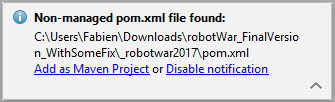 Non-managed pom.xml file found:
C:\Users\Fabien\Downloads\robotWar_FinalVersio
n_WithSomeFix\_robotwar2017\pom.xml
Add as Maven Project or Disable notification